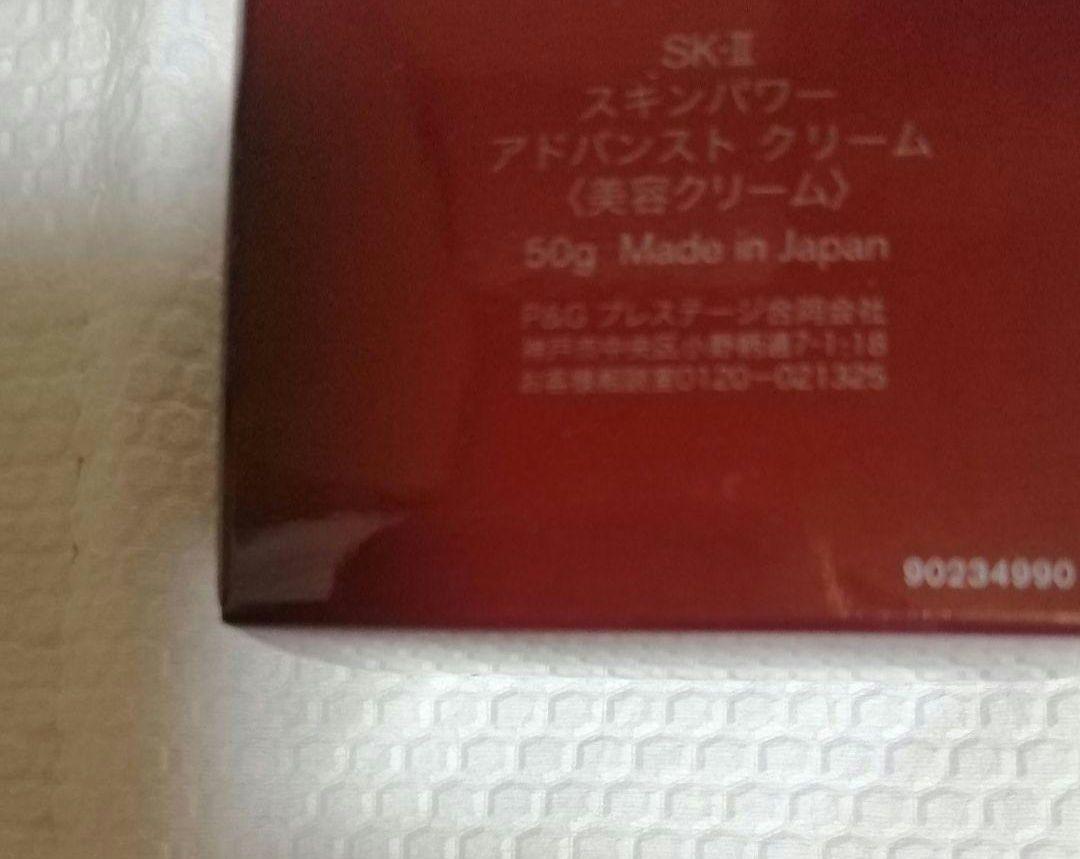 SK-II
スキンパワー
アドバンスト クリーム
〈美容クリーム〉
50g Made in Japan
P&G プレステージ合同会社
神戸市中央区小野柄通7-1-18
お客様相談室0120-021325
90234990